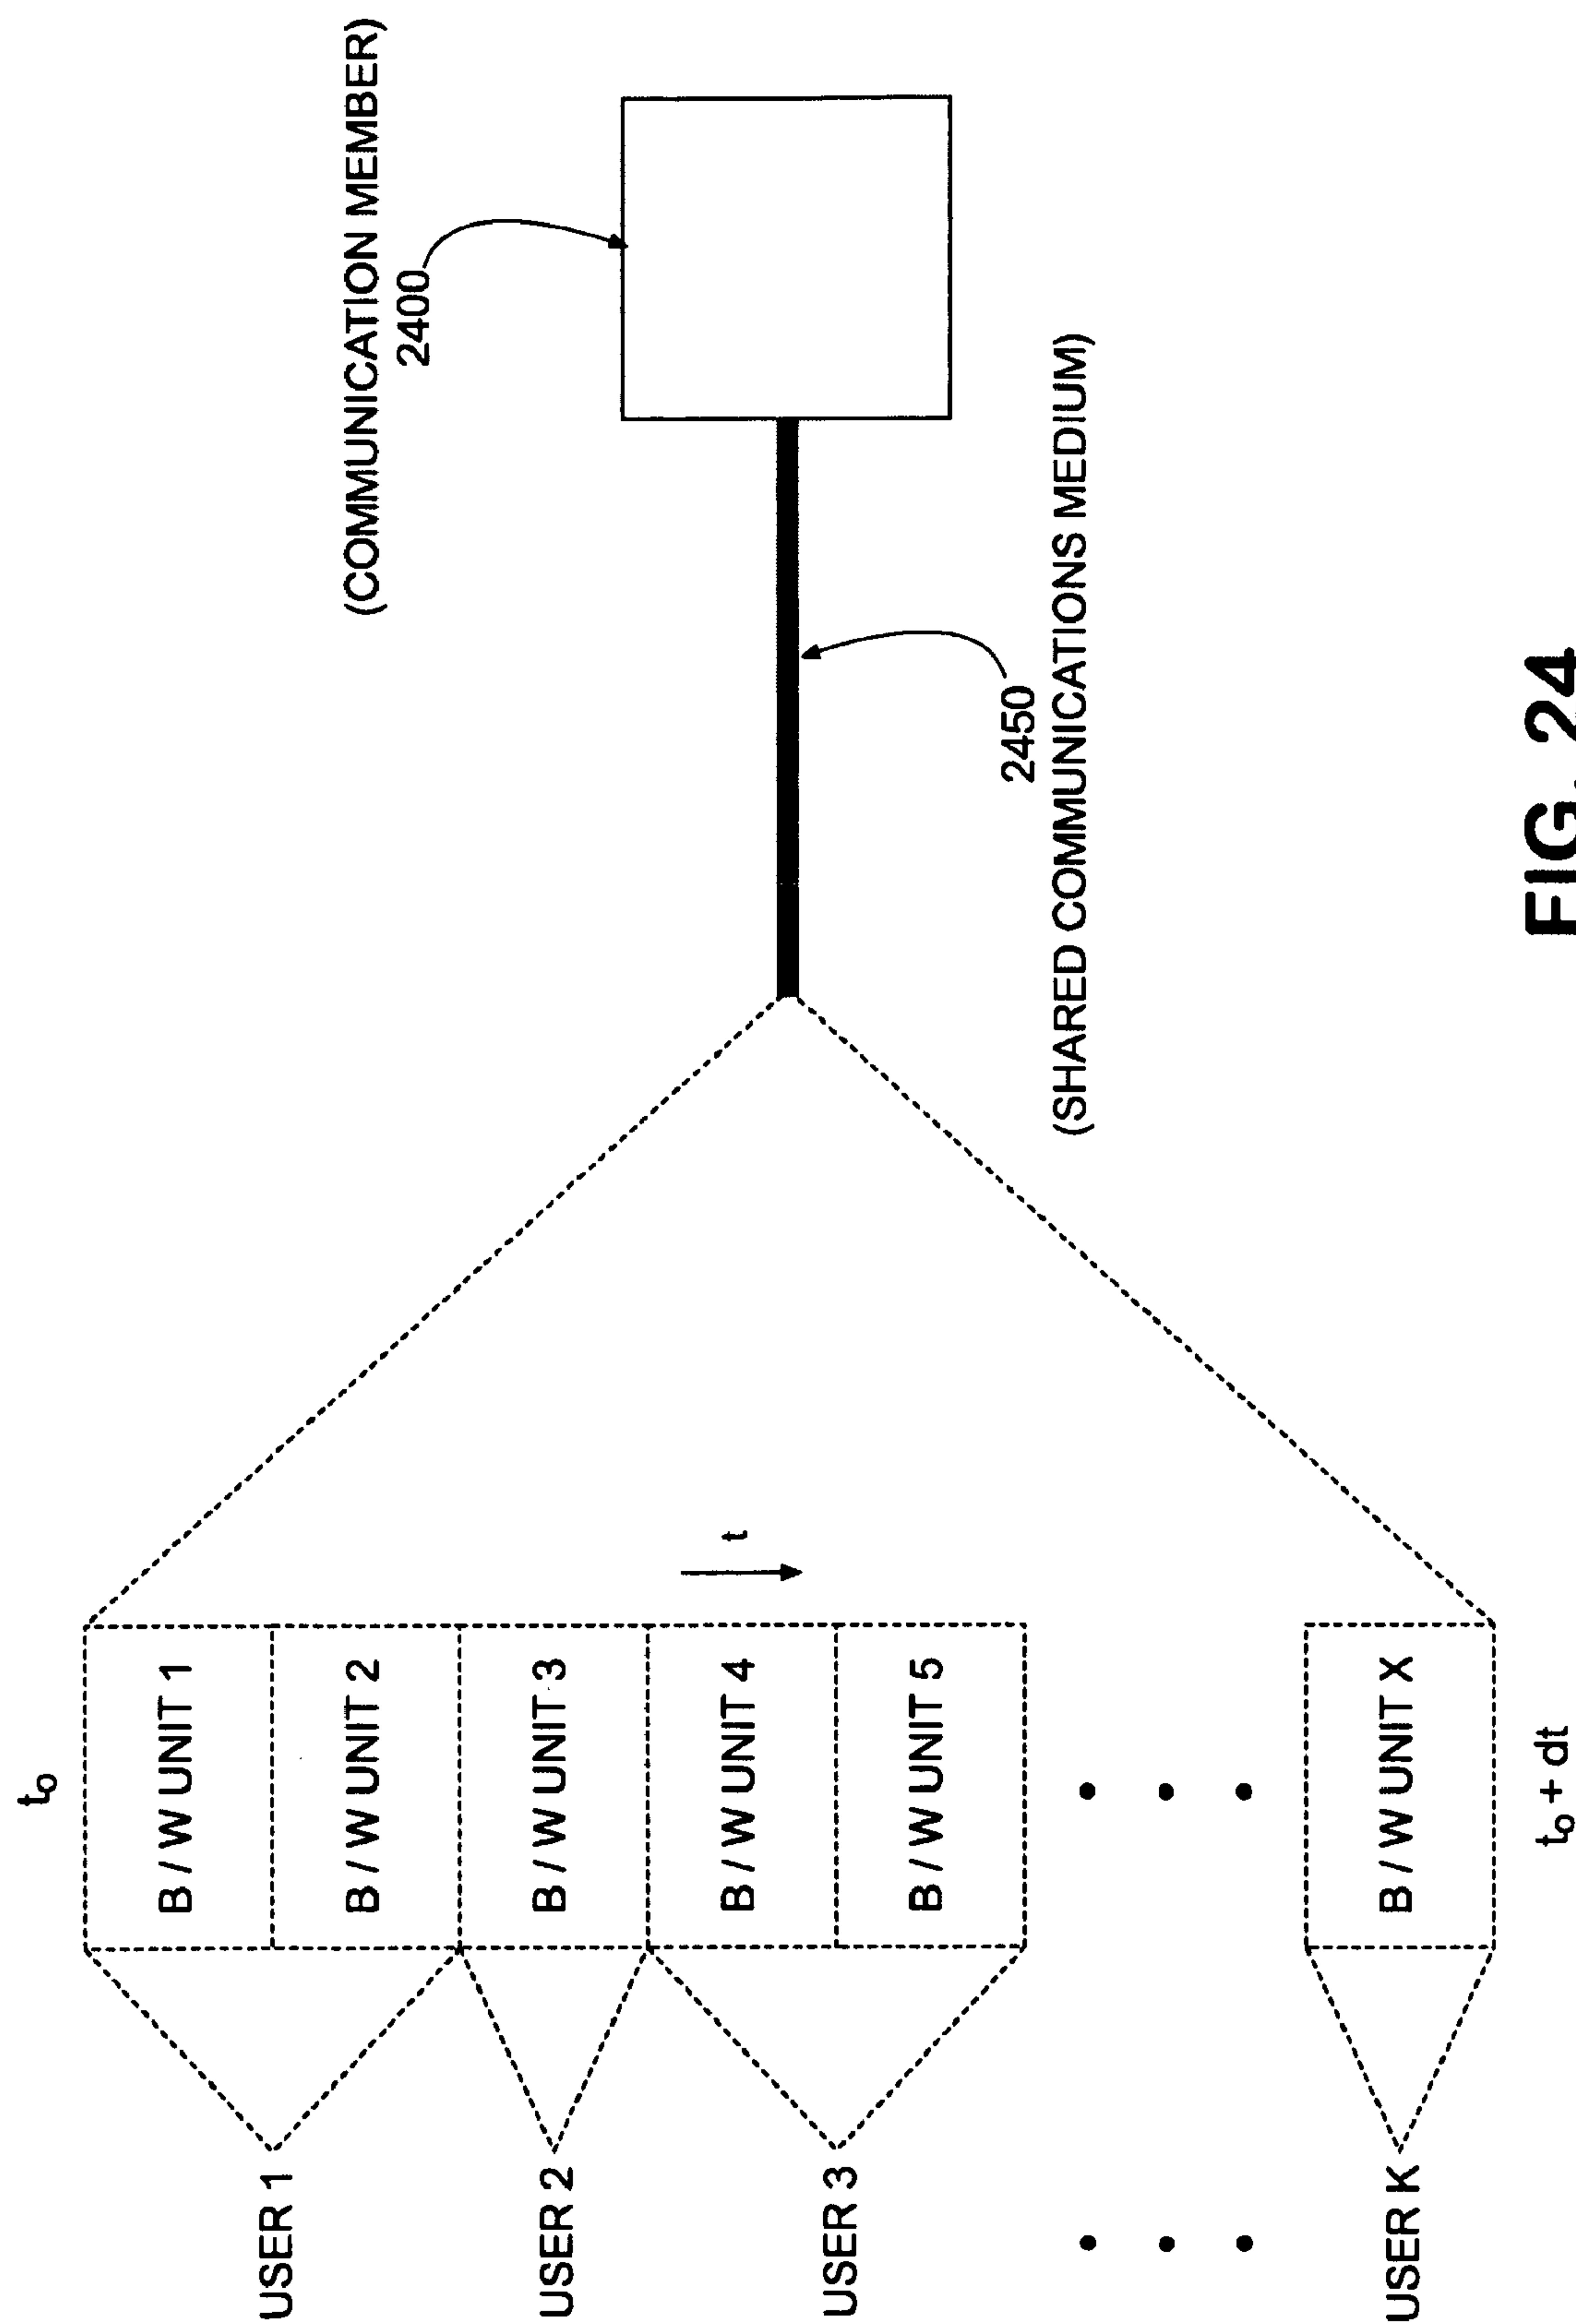 t₀
USER 1
B / W UNIT 1
B / W UNIT 2
USER 2
B / W UNIT 3
USER 3
B / W UNIT 4
B / W UNIT 5
USER K
B / W UNIT X
t₀ + dt
t
(COMMUNICATION MEMBER)
2400
2450
(SHARED COMMUNICATIONS MEDIUM)
FIG. 24